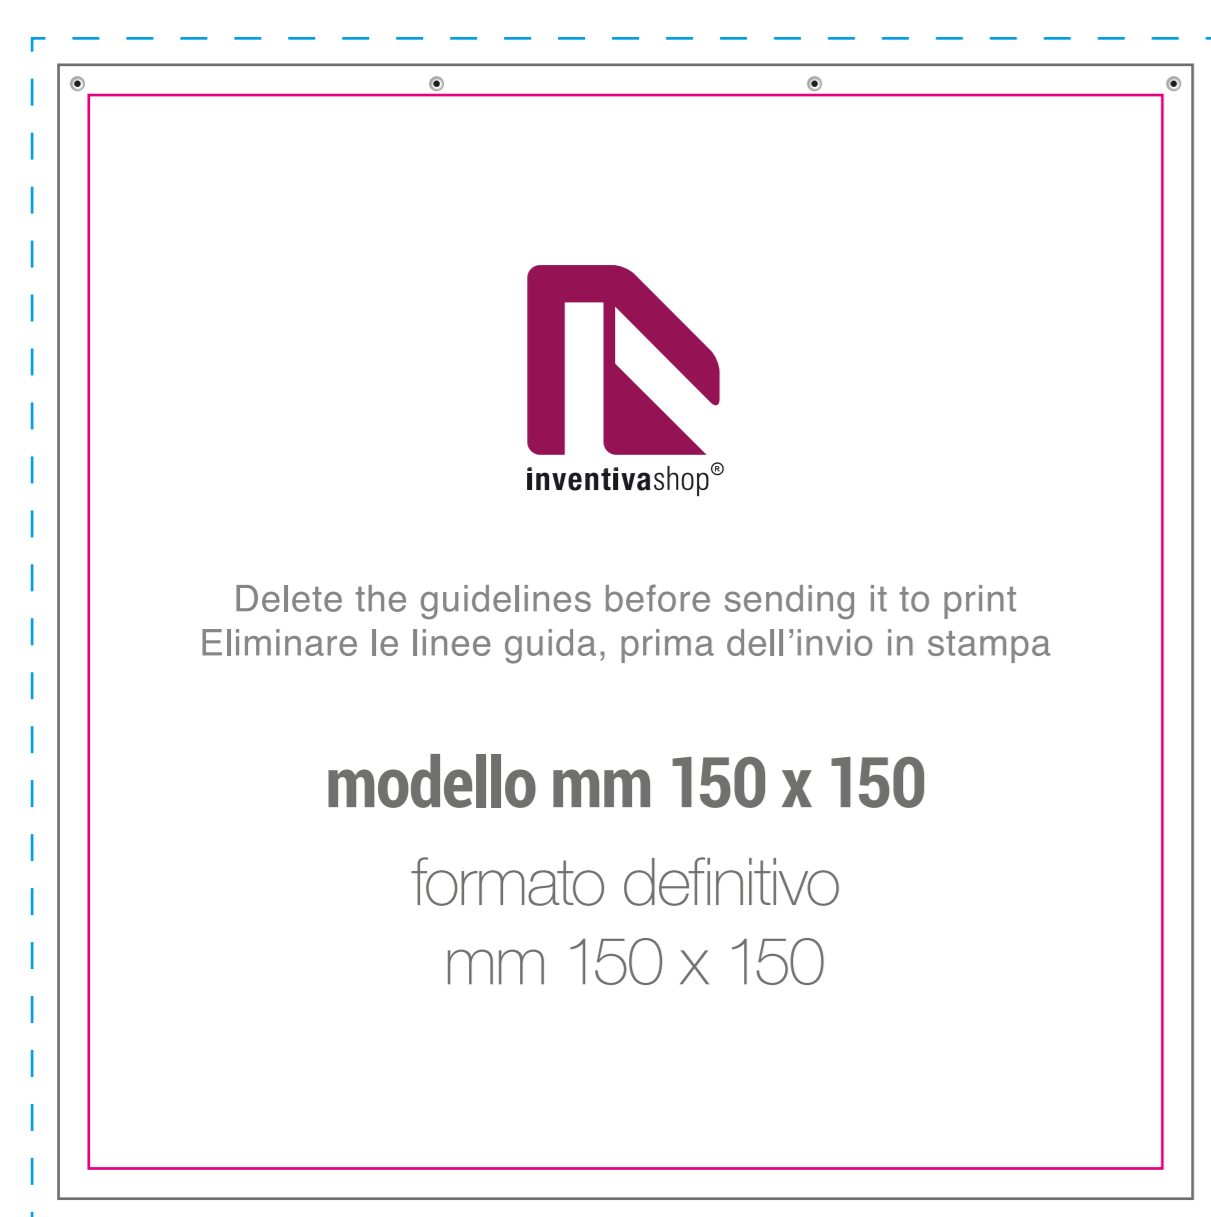 inventivashop®
Delete the guidelines before sending it to print
Eliminare le linee guida, prima dell'invio in stampa
modello mm 150 x 150
formato definitivo
mm 150 x 150